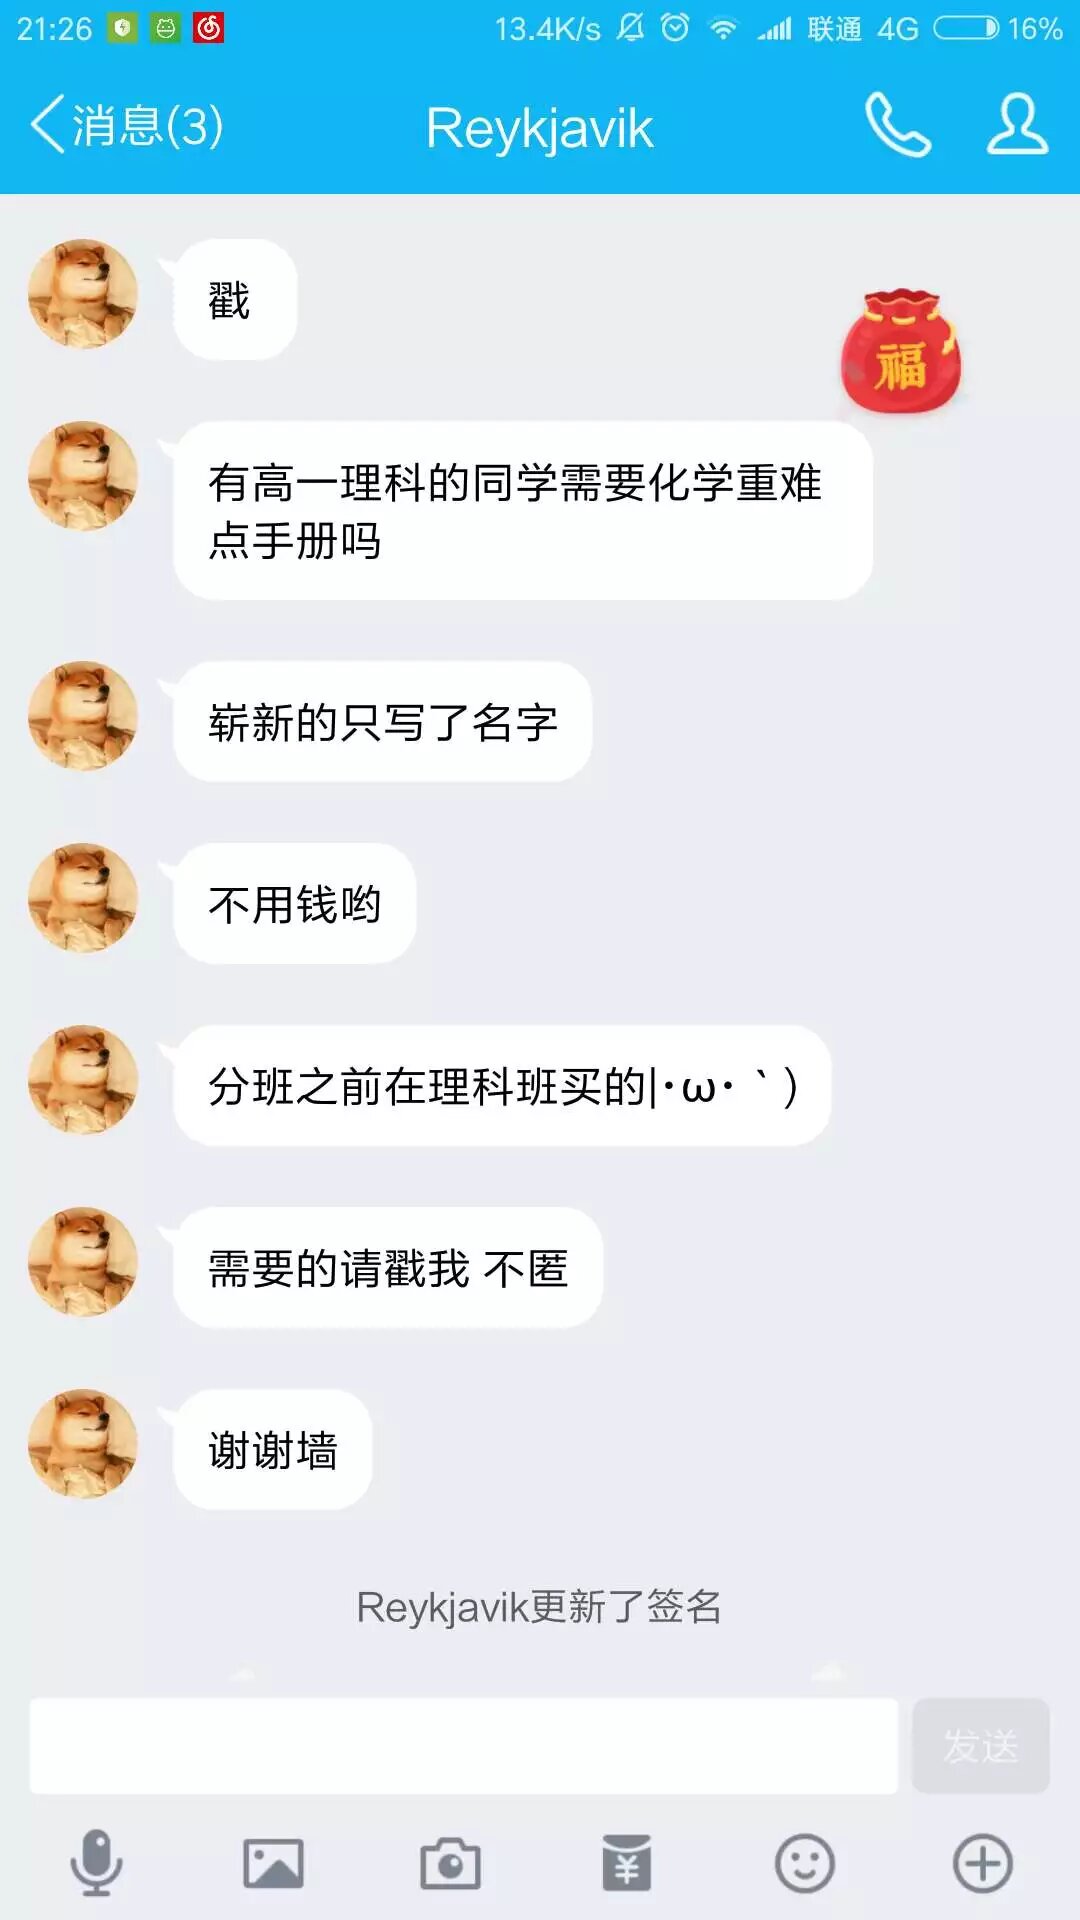 21:26 13.4K/s 联通 4G 16%
消息(3) Reykjavik
戳
福
有高一理科的同学需要化学重难
点手册吗
崭新的只写了名字
不用钱哟
分班之前在理科班买的|･ω･｀)
需要的请戳我 不匿
谢谢墙
Reykjavik更新了签名
发送
¥